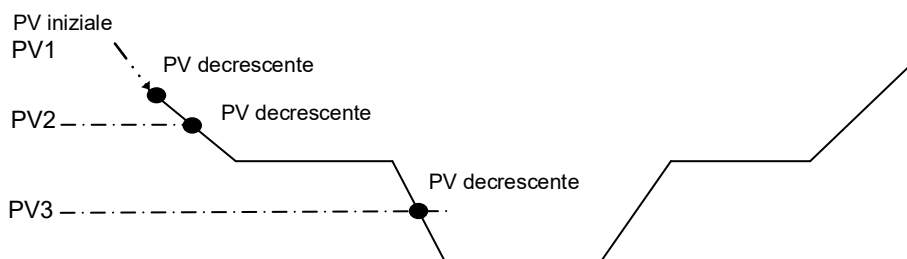 PV iniziale
PV1
PV decrescente
PV decrescente
PV2
PV decrescente
PV3